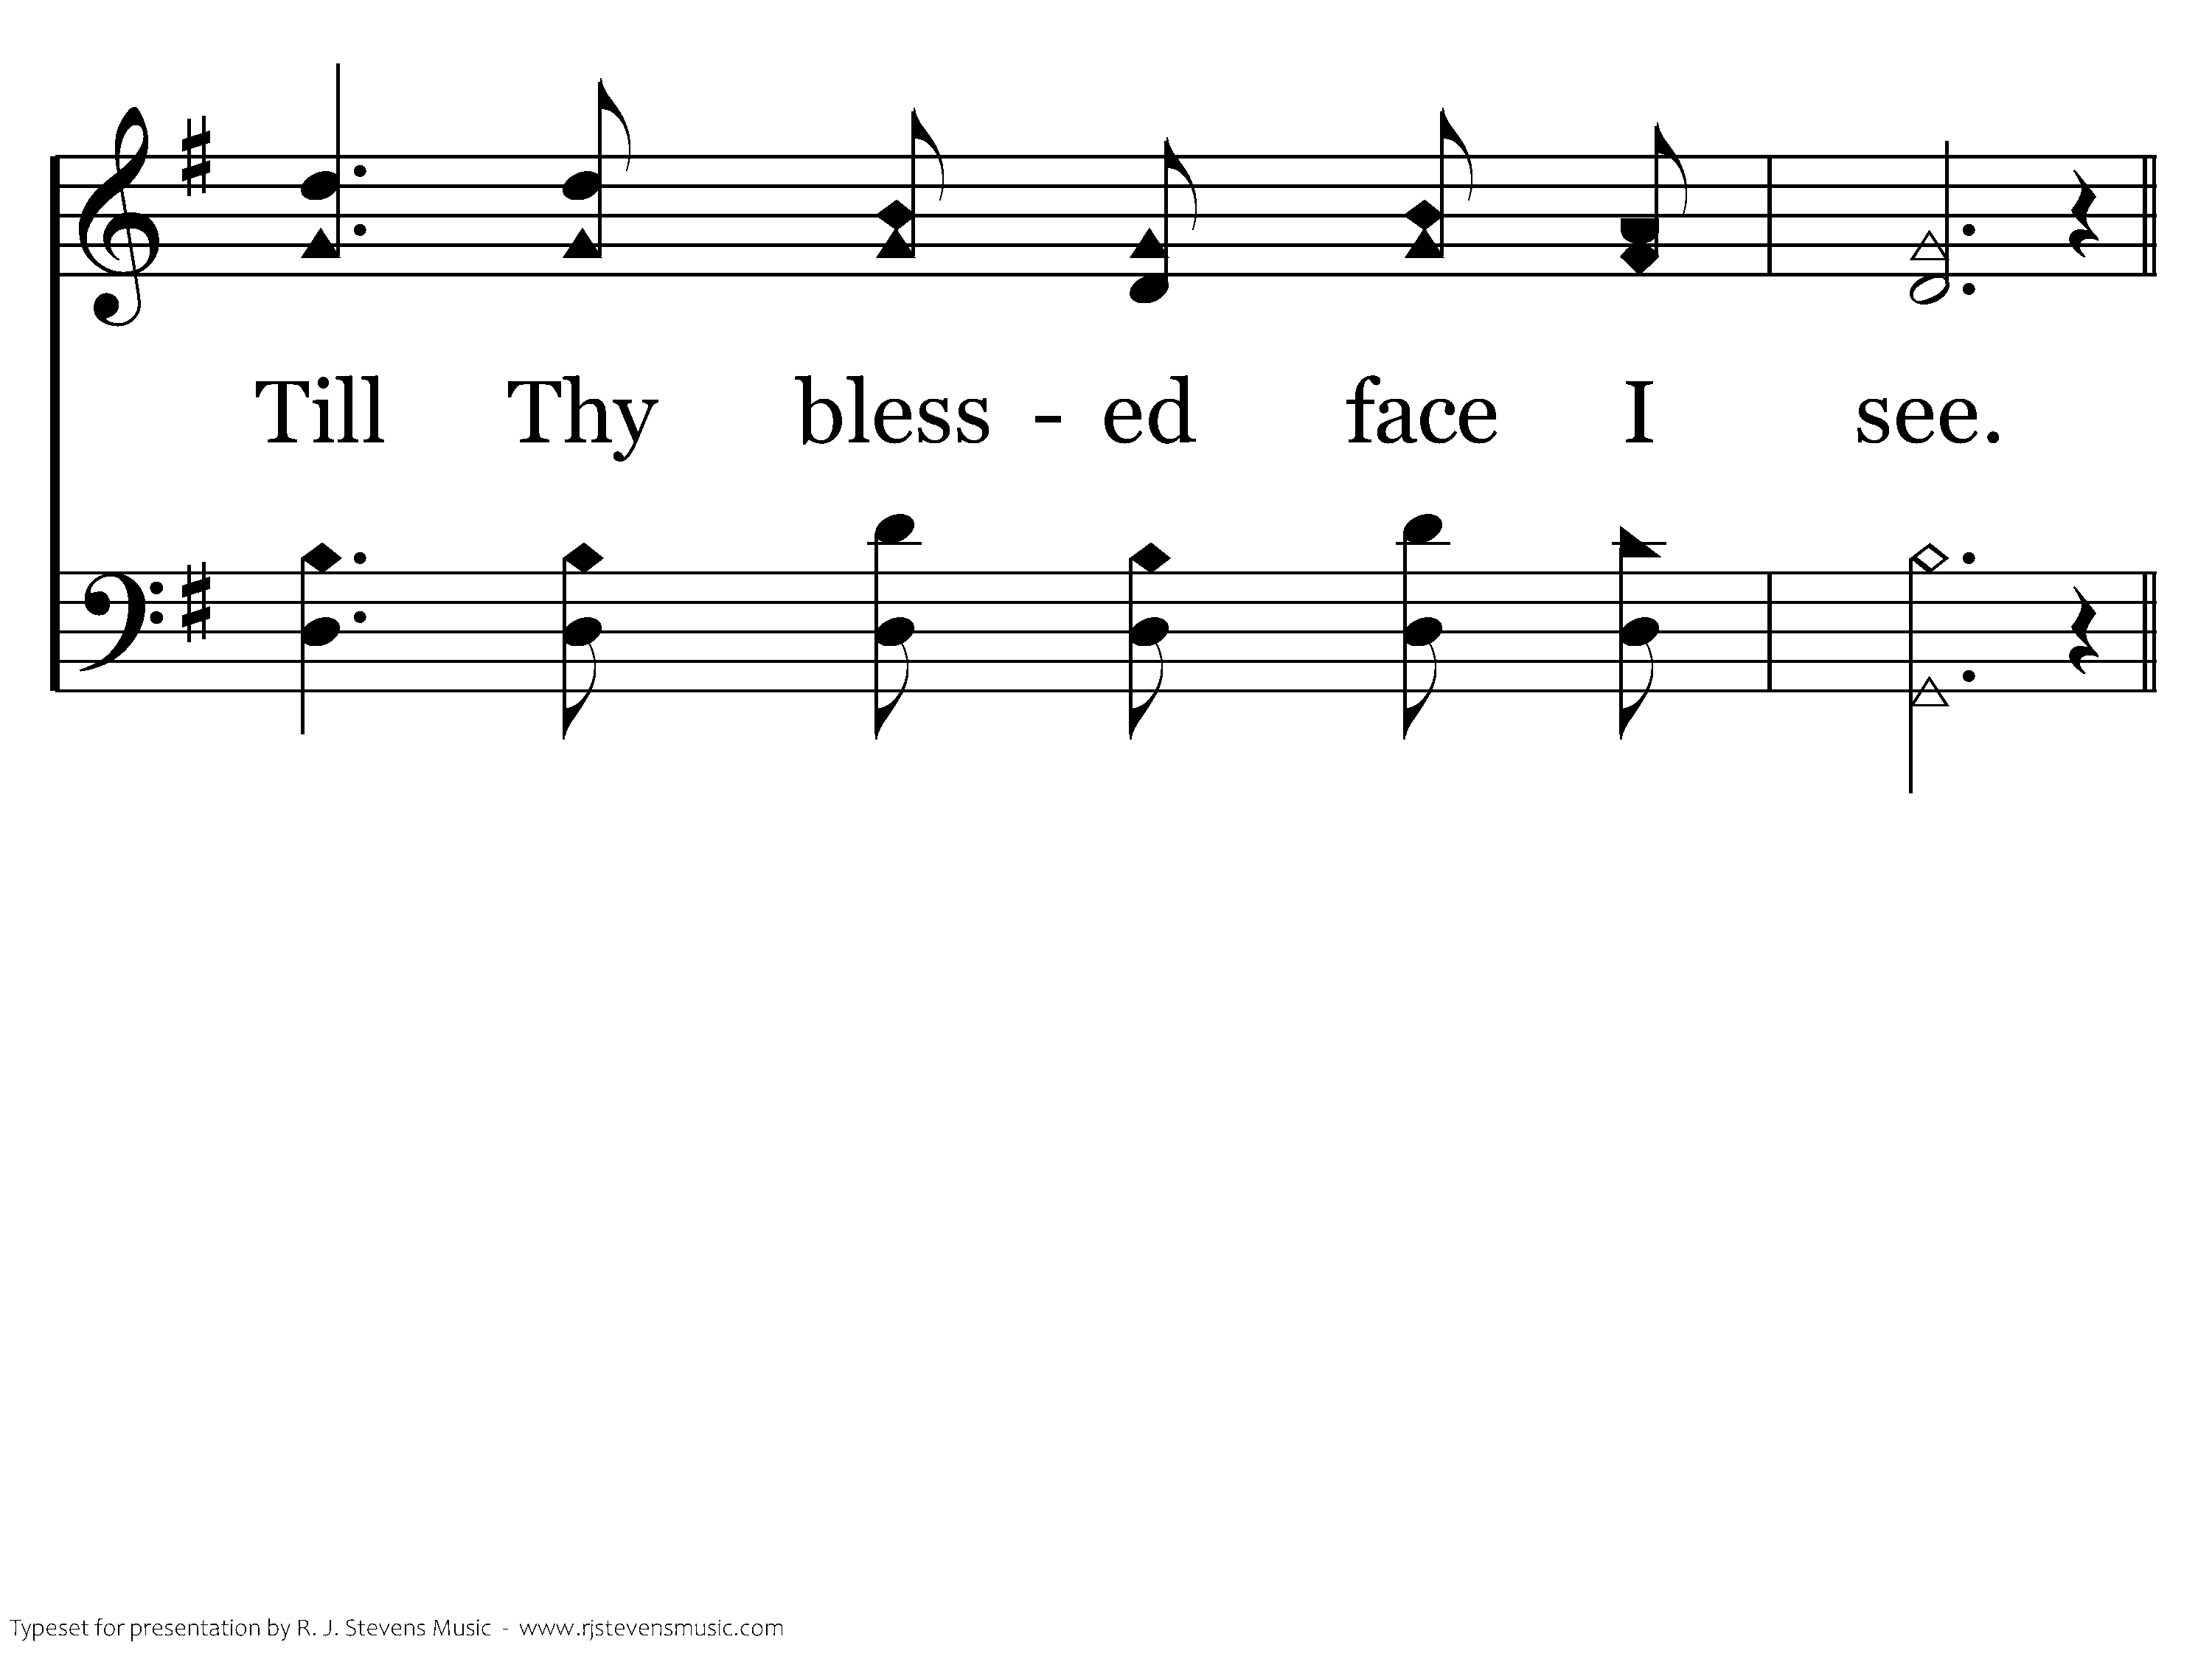 Till Thy bless - ed face I see.
Typeset for presentation by R. J. Stevens Music - www.rjstevensmusic.com